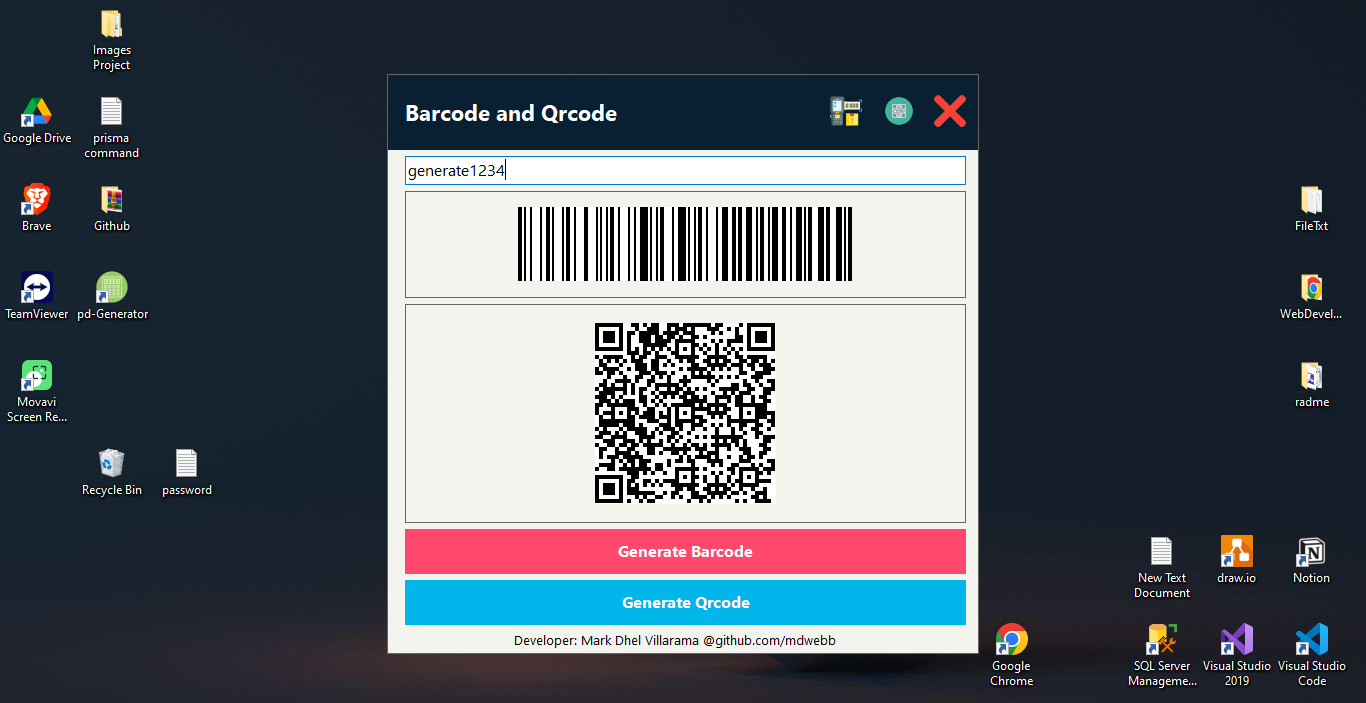 Images
Project
Google Drive
prisma
command
Brave
Github
TeamViewer
pd-Generator
Movavi
Screen Re...
Recycle Bin
password
Barcode and Qrcode
generate1234
Generate Barcode
Generate Qrcode
Developer: Mark Dhel Villarama @github.com/mdwebb
FileTxt
WebDevel...
radme
New Text
Document
draw.io
Notion
Google
Chrome
SQL Server
Manageme...
Visual Studio
2019
Visual Studio
Code